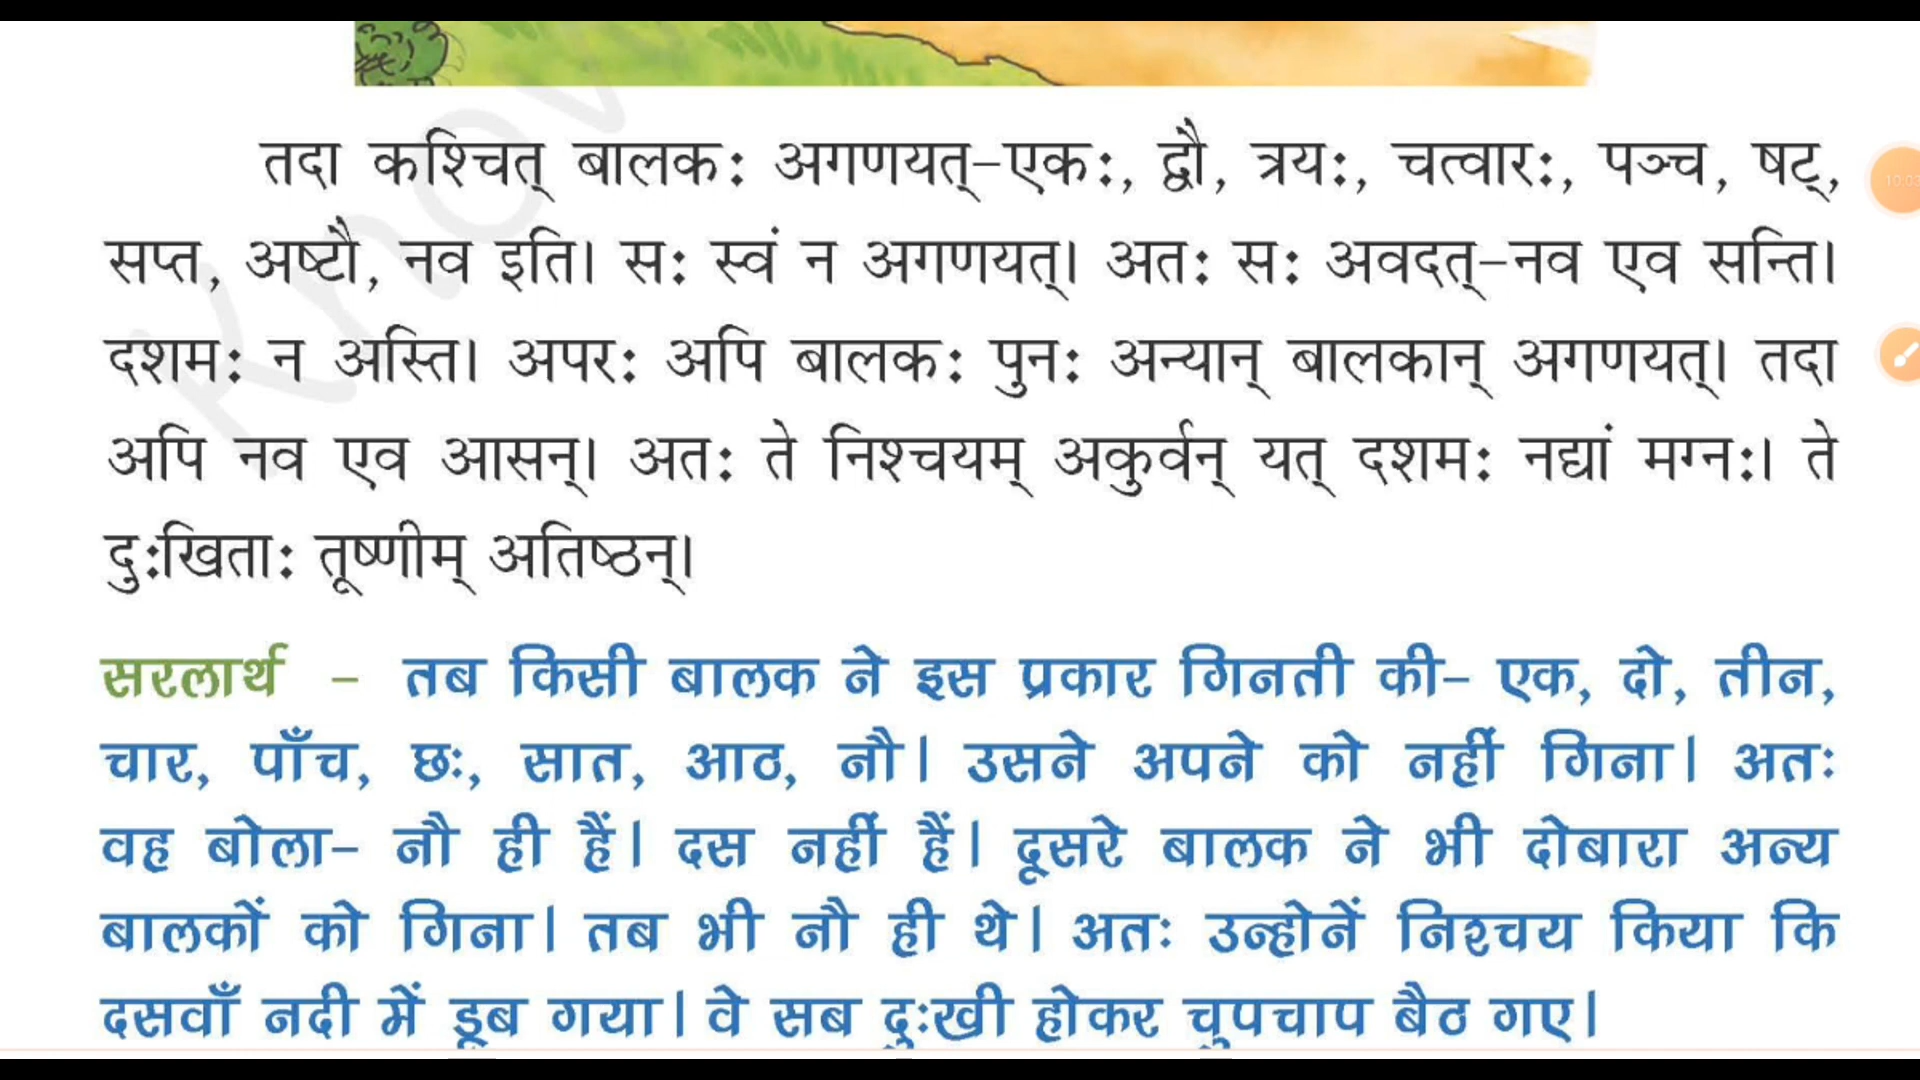 तदा कश्चित् बालकः अगणयत्–एकः, द्वौ, त्रयः, चत्वारः, पञ्च, षट्,
सप्त, अष्टौ, नव इति। सः स्वं न अगणयत्। अतः सः अवदत्–नव एव सन्ति।
दशमः न अस्ति। अपरः अपि बालकः पुनः अन्यान् बालकान् अगणयत्। तदा
अपि नव एव आसन्। अतः ते निश्चयम् अकुर्वन् यत् दशमः नद्यां मग्नः। ते
दुःखिताः तूष्णीम् अतिष्ठन्।
सरलार्थ – तब किसी बालक ने इस प्रकार गिनती की– एक, दो, तीन,
चार, पाँच, छः, सात, आठ, नौ। उसने अपने को नहीं गिना। अतः
वह बोला– नौ ही हैं। दस नहीं हैं। दूसरे बालक ने भी दोबारा अन्य
बालकों को गिना। तब भी नौ ही थे। अतः उन्होनें निश्चय किया कि
दसवाँ नदी में डूब गया। वे सब दुःखी होकर चुपचाप बैठ गए।
Know
10:03